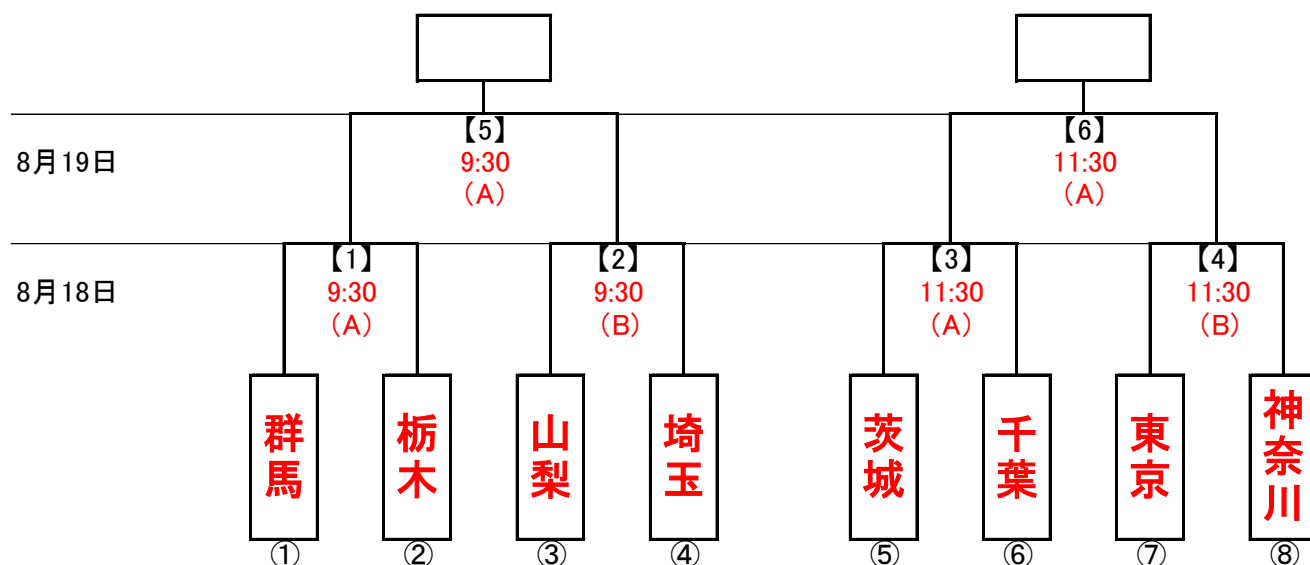 【5】
9:30
（A）
【6】
11:30
（A）
8月19日
【1】
9:30
（A）
【2】
9:30
（B）
【3】
11:30
（A）
【4】
11:30
（B）
8月18日
群馬
栃木
山梨
埼玉
茨城
千葉
東京
神奈川
①
②
③
④
⑤
⑥
⑦
⑧